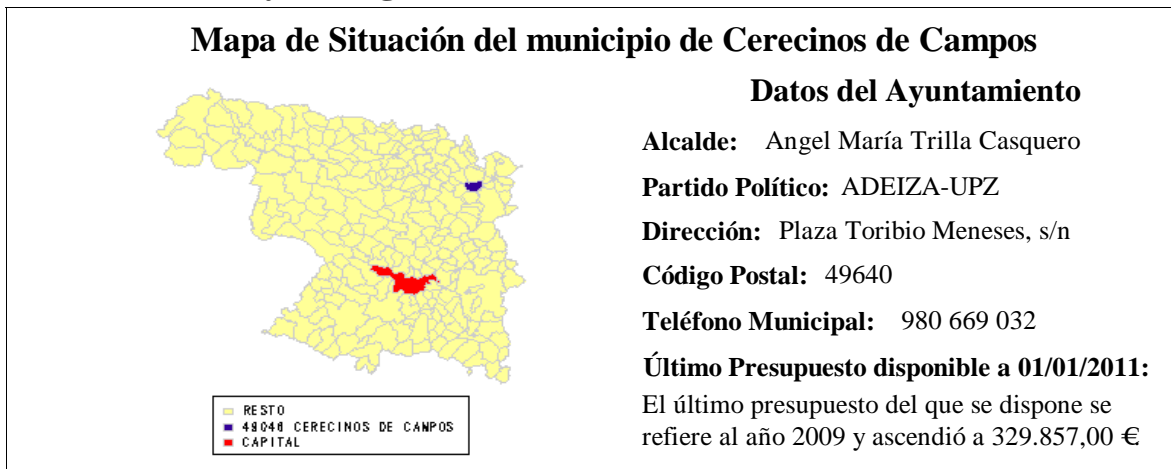 Mapa de Situación del municipio de Cerecinos de Campos
Datos del Ayuntamiento
Alcalde: Angel María Trilla Casquero
Partido Político: ADEIZA-UPZ
Dirección: Plaza Toribio Meneses, s/n
Código Postal: 49640
Teléfono Municipal: 980 669 032
Último Presupuesto disponible a 01/01/2011:
El último presupuesto del que se dispone se
refiere al año 2009 y ascendió a 329.857,00 €
RESTO
49046 CERECINOS DE CAMPOS
CAPITAL